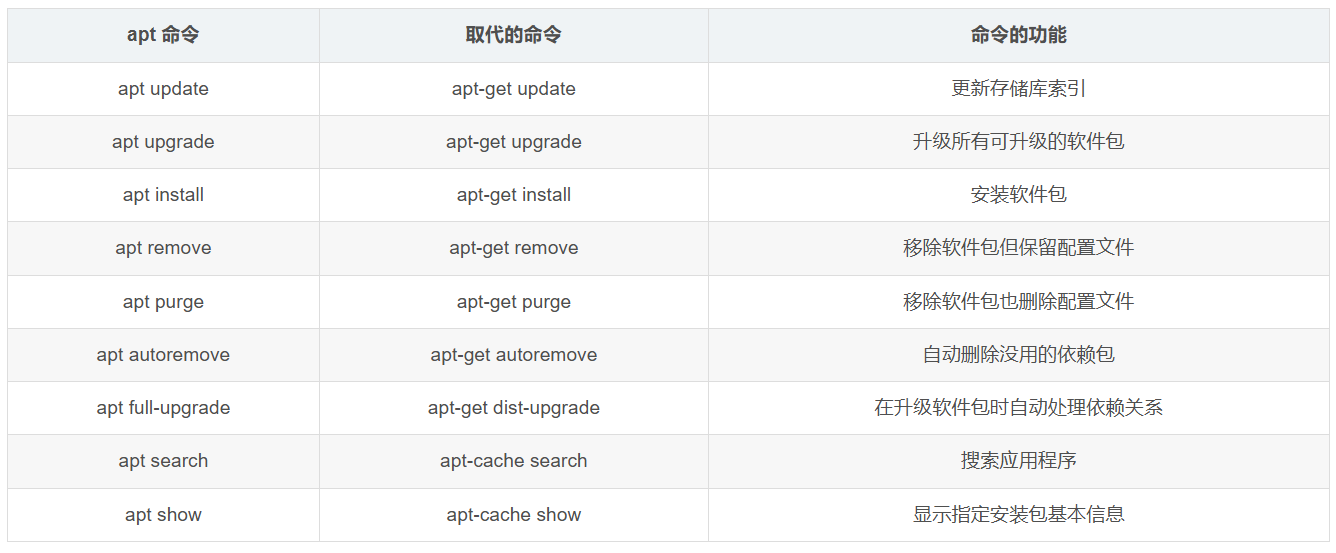 apt 命令 取代的命令 命令的功能
apt update apt-get update 更新存储库索引
apt upgrade apt-get upgrade 升级所有可升级的软件包
apt install apt-get install 安装软件包
apt remove apt-get remove 移除软件包但保留配置文件
apt purge apt-get purge 移除软件包也删除配置文件
apt autoremove apt-get autoremove 自动删除没用的依赖包
apt full-upgrade apt-get dist-upgrade 在升级软件包时自动处理依赖关系
apt search apt-cache search 搜索应用程序
apt show apt-cache show 显示指定安装包基本信息